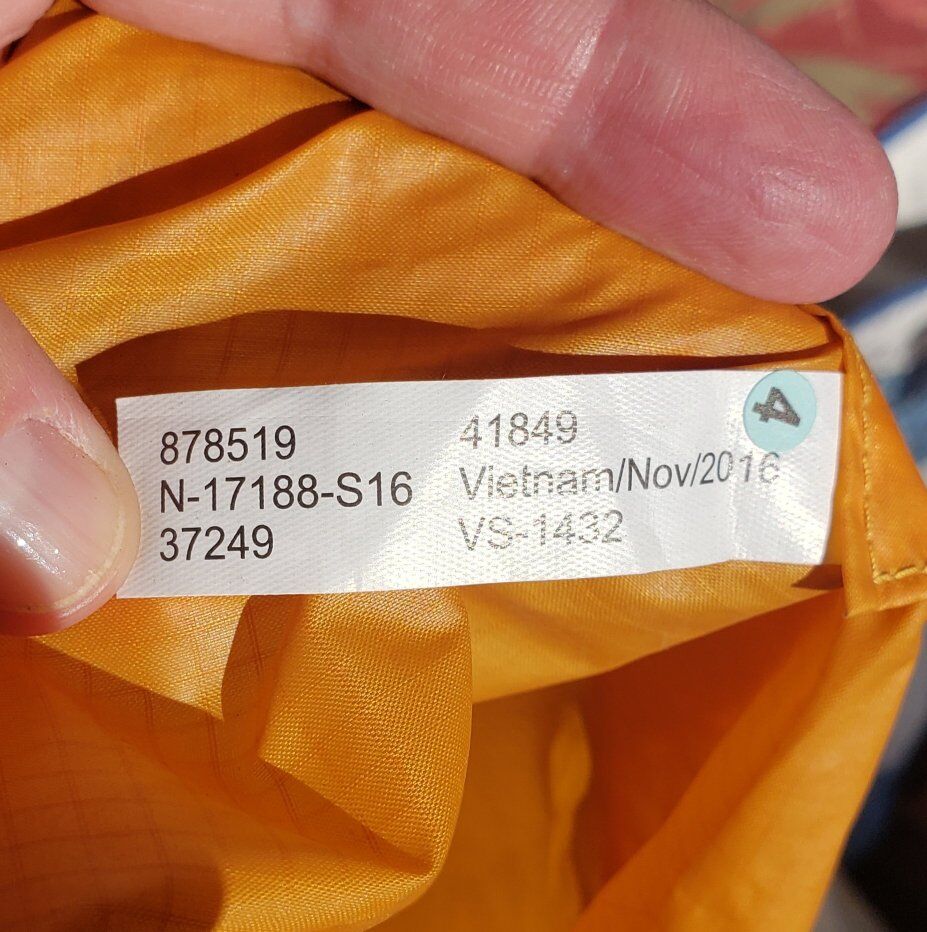 878519
N-17188-S16
37249
41849
Vietnam/Nov/2016
VS-1432
4